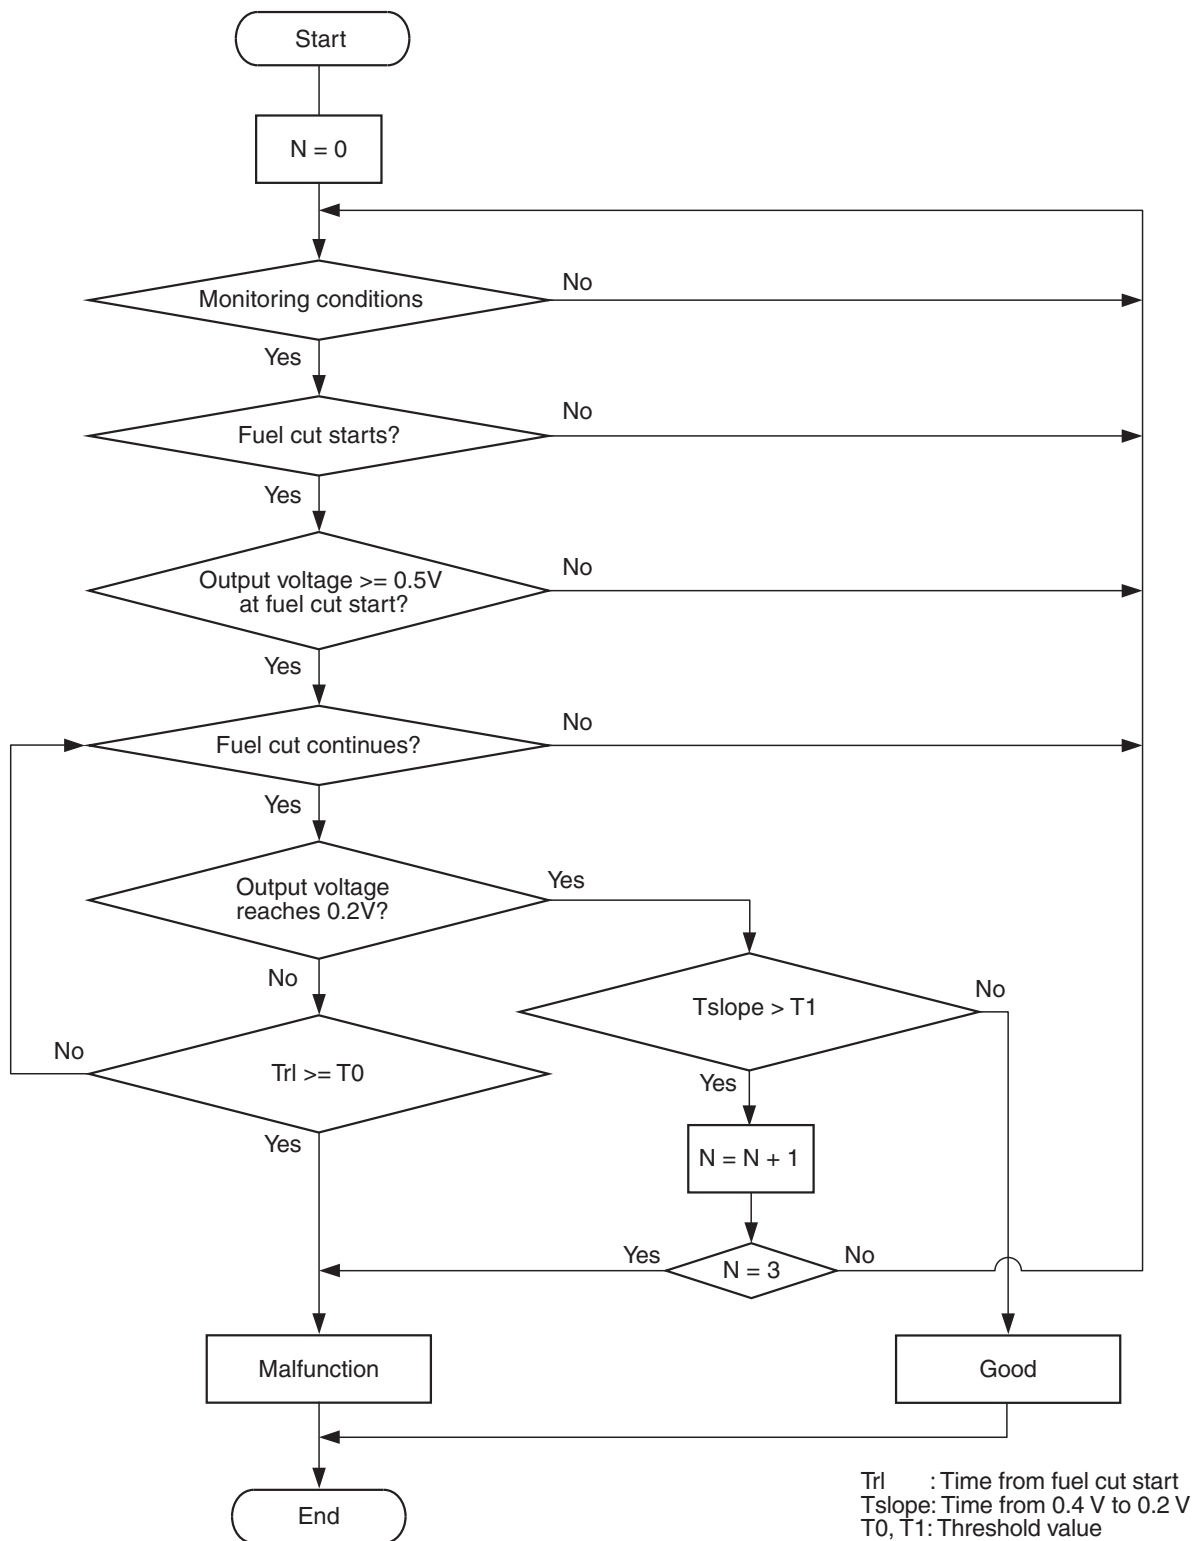 Start
N = 0
Monitoring conditions
No
Yes
Fuel cut starts?
No
Yes
Output voltage >= 0.5V
at fuel cut start?
No
Yes
Fuel cut continues?
No
Yes
Output voltage
reaches 0.2V?
Yes
No
Tslope > T1
No
Yes
Trl >= T0
No
Yes
N = N + 1
N = 3
Yes
No
Malfunction
Good
End
Trl : Time from fuel cut start
Tslope: Time from 0.4 V to 0.2 V
T0, T1: Threshold value